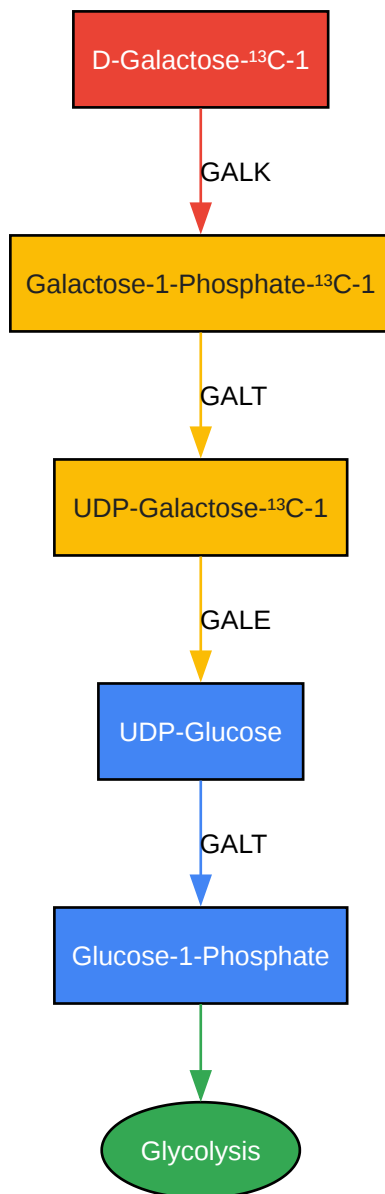 D-Galactose-¹³C-1
GALK
Galactose-1-Phosphate-¹³C-1
GALT
UDP-Galactose-¹³C-1
GALE
UDP-Glucose
GALT
Glucose-1-Phosphate
Glycolysis